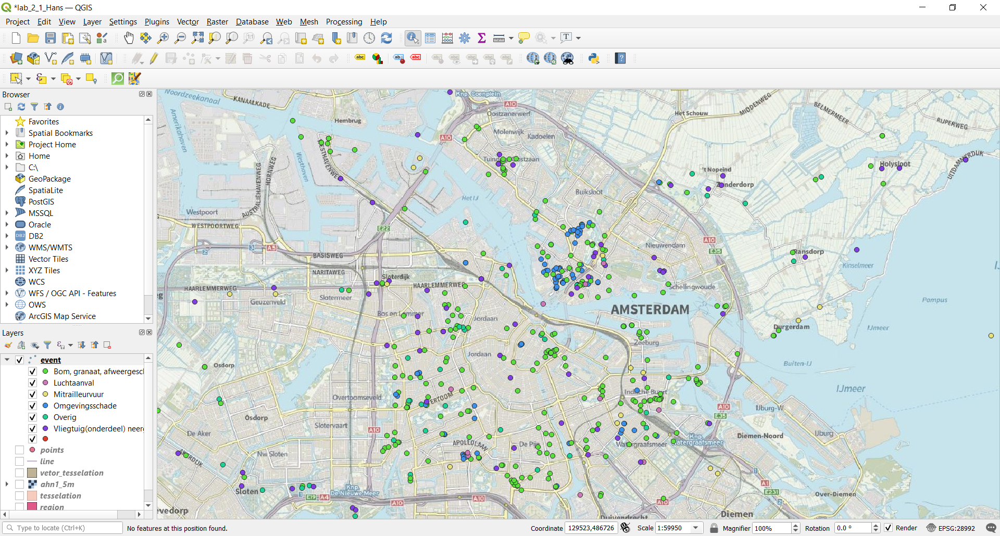 *lab_2_1_Hans — QGIS
Project Edit View Layer Settings Plugins Vector Raster Database Web Mesh Processing Help
Browser
Favorites
Spatial Bookmarks
Project Home
Home
C:\
GeoPackage
SpatiaLite
PostGIS
MSSQL
Oracle
DB2
WMS/WMTS
Vector Tiles
XYZ Tiles
WCS
WFS / OGC API - Features
OWS
ArcGIS Map Service
Layers
event
Bom, granaat, afweergescl
Luchtaanval
Mitrailleurvuur
Omgevingsschade
Overig
Vliegtuig(onderdeel) neerg
points
line
vetor_tesselation
ahn1_5m
tesselation
region
Noordzeekanaal
KANAALKADE
Knp. Coenplein
A10
Oostzanerwerf
Het Schouw
MIDDENWEG
BELMERMEER
RIJPERWEG
Amerikahaven
Hembrug
Molenwijk
Kadoelen
A10
Westhaven
HORNWEG
AUSTRALIEHAVENWEG
't Nopeind
Holysloot
UITDAMMERDIJK
Zunderdorp
Buiksloot
Het IJ
Westpoort
WESTPOORTWEG
E22
A5
3
2
BASISWEG
NARITAWEG
Sloterdijk
HAARLEMMERWEG
HAARLEMMERWEG
Nieuwendam
A10
E35
Ransdorp
Kinselmeer
Schellingwoude
Geuzenveld
Slotermeer
Bos en Lommer
Jordaan
AMSTERDAM
Pampus
Durgerdam
IJmeer
Zeeburg
Jordaan
Osdorp
Buiten-IJ
IJmeer
Overtoomseveld
Indische Buurt
A10
E35
IJburg-W.
Osdorp
Slotervaart
A10
De Aker
IJburg
Diemen-Noord
Knp.
Watergraafsmeer
Watergraafsmeer
APOLLOLAAN
De Pijp
Nw Sloten
Sloten
Knp.
De Nieuwe Meer
E19 A4
A10
A10
A10
A1
E231
1
2
Over-Diemen
Duivendrecht
Diemen
evedorp
Type to locate (Ctrl+K)
No features at this position found.
Coordinate 129523,486726
Scale 1:59950
Magnifier 100%
Rotation 0.0 °
Render
EPSG:28992